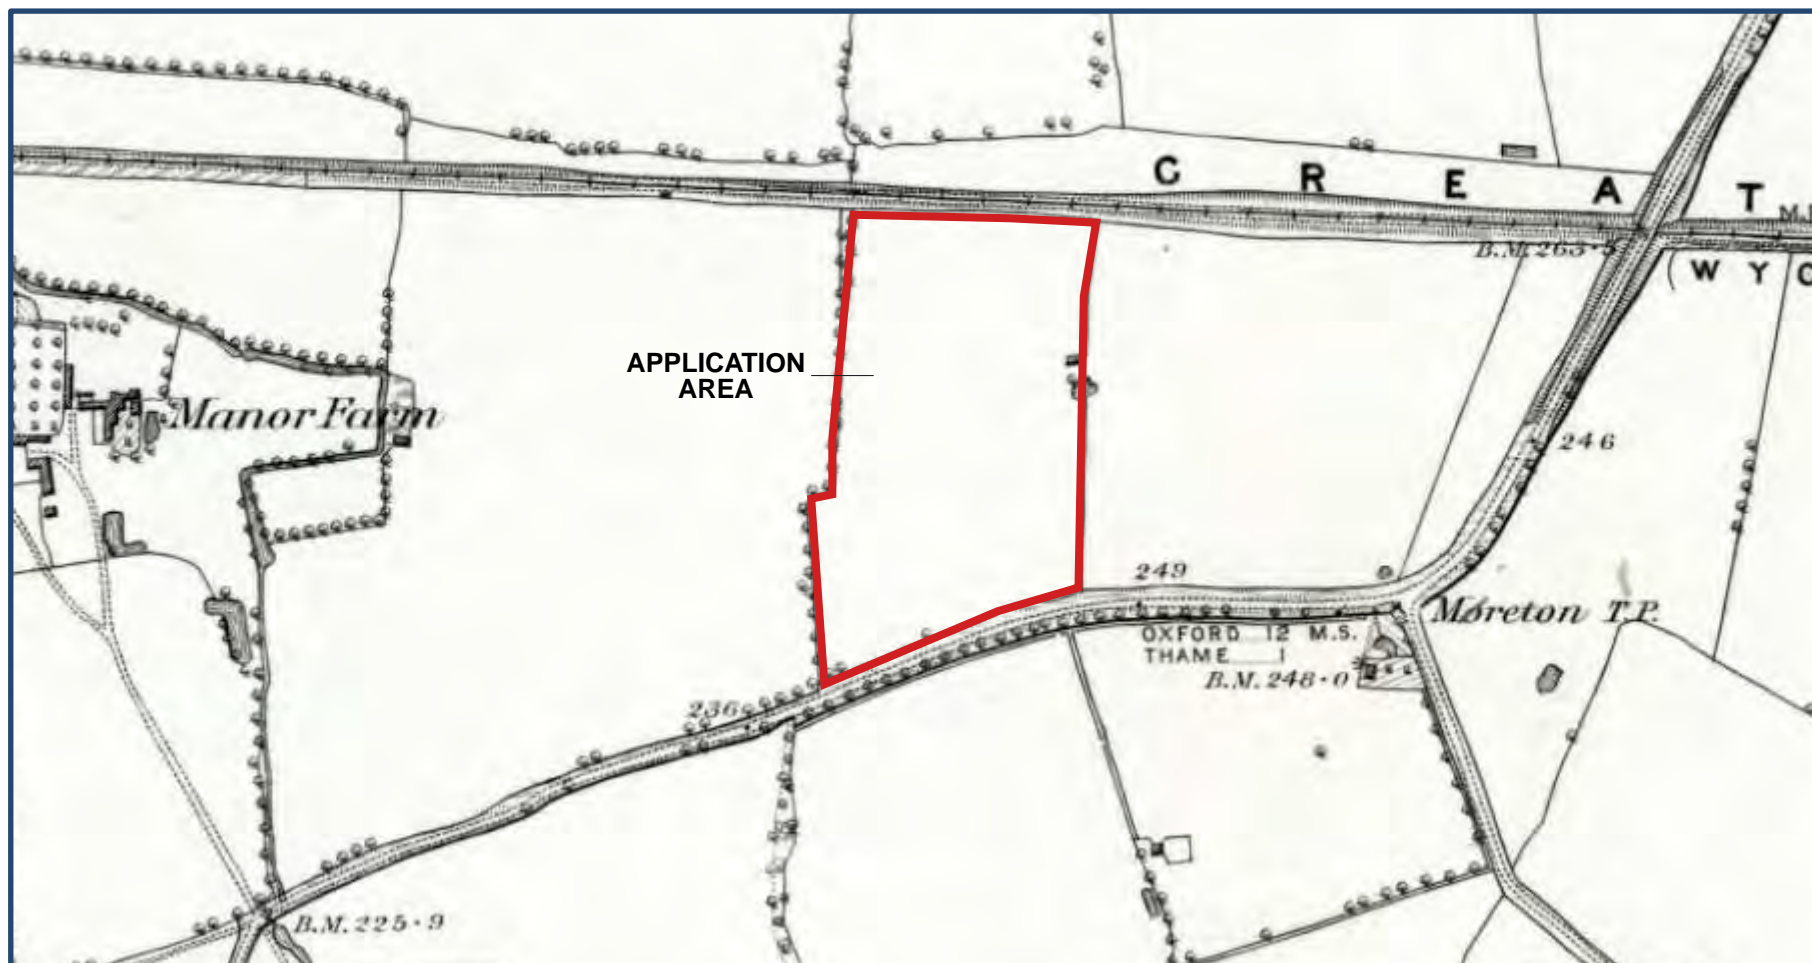 G R E A T
M.
B.M. 263·5
( W Y C
APPLICATION
AREA
Manor Farm
246
249
Moreton T.P.
OXFORD 12 M.S.
THAME 1
B.M. 248·0
236
B.M. 225·9